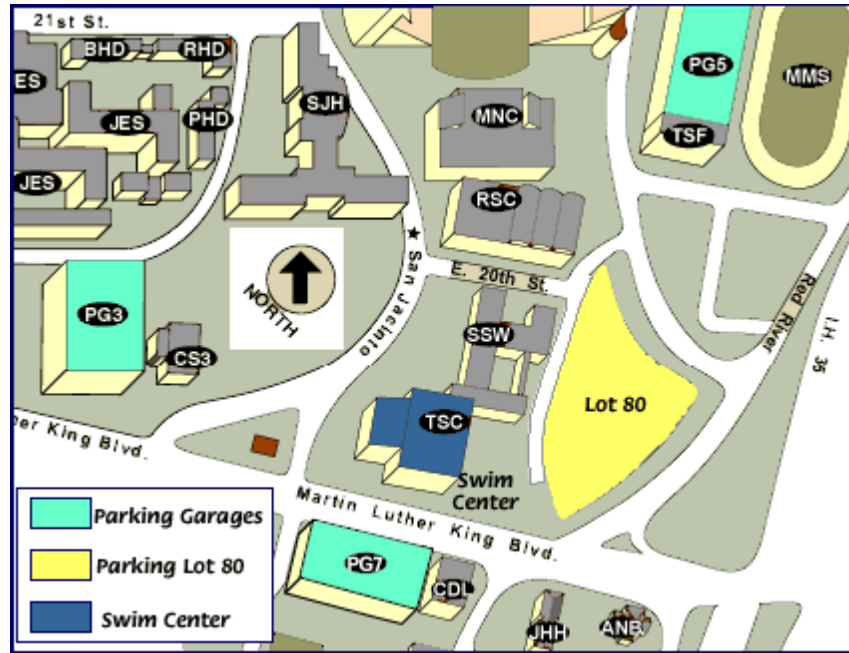 21st St.
BHD
RHD
ES
JES
PHD
SJH
MNC
PG5
TSF
MMS
JES
RSC
San Jacinto
E. 20th St.
NORTH
Red River
I.H. 35
PG3
CS3
SSW
Lot 80
TSC
Swim
Center
her King Blvd.
Martin Luther King Blvd.
PG7
CDL
JHH
ANB
Parking Garages
Parking Lot 80
Swim Center